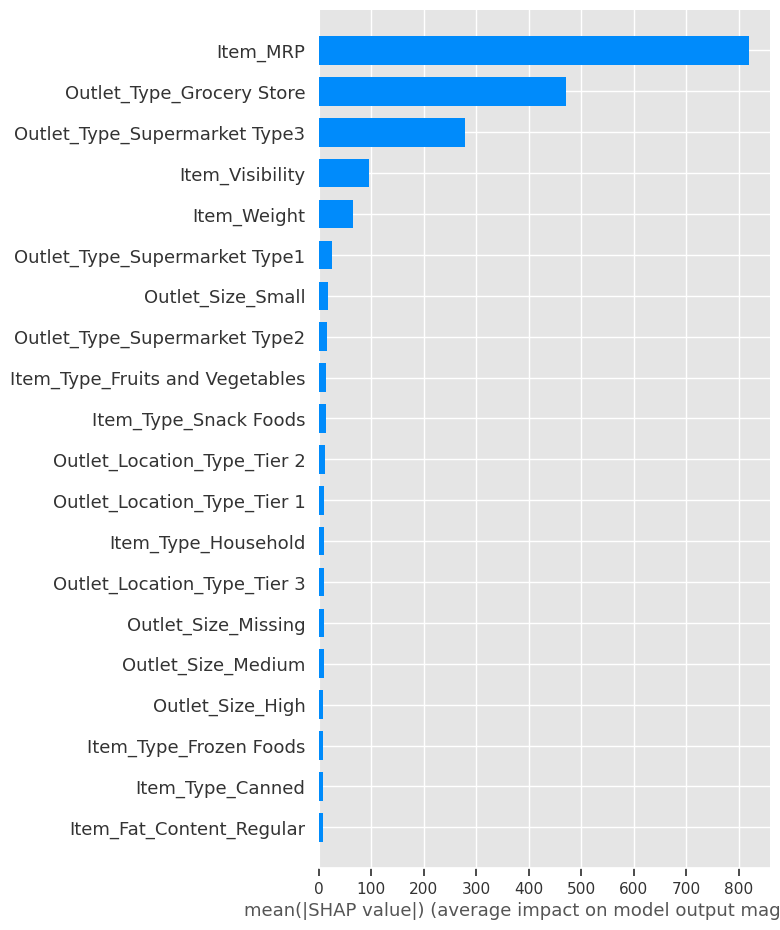 Item_MRP
Outlet_Type_Grocery Store
Outlet_Type_Supermarket Type3
Item_Visibility
Item_Weight
Outlet_Type_Supermarket Type1
Outlet_Size_Small
Outlet_Type_Supermarket Type2
Item_Type_Fruits and Vegetables
Item_Type_Snack Foods
Outlet_Location_Type_Tier 2
Outlet_Location_Type_Tier 1
Item_Type_Household
Outlet_Location_Type_Tier 3
Outlet_Size_Missing
Outlet_Size_Medium
Outlet_Size_High
Item_Type_Frozen Foods
Item_Type_Canned
Item_Fat_Content_Regular
0 100 200 300 400 500 600 700 800
mean(|SHAP value|) (average impact on model output mag